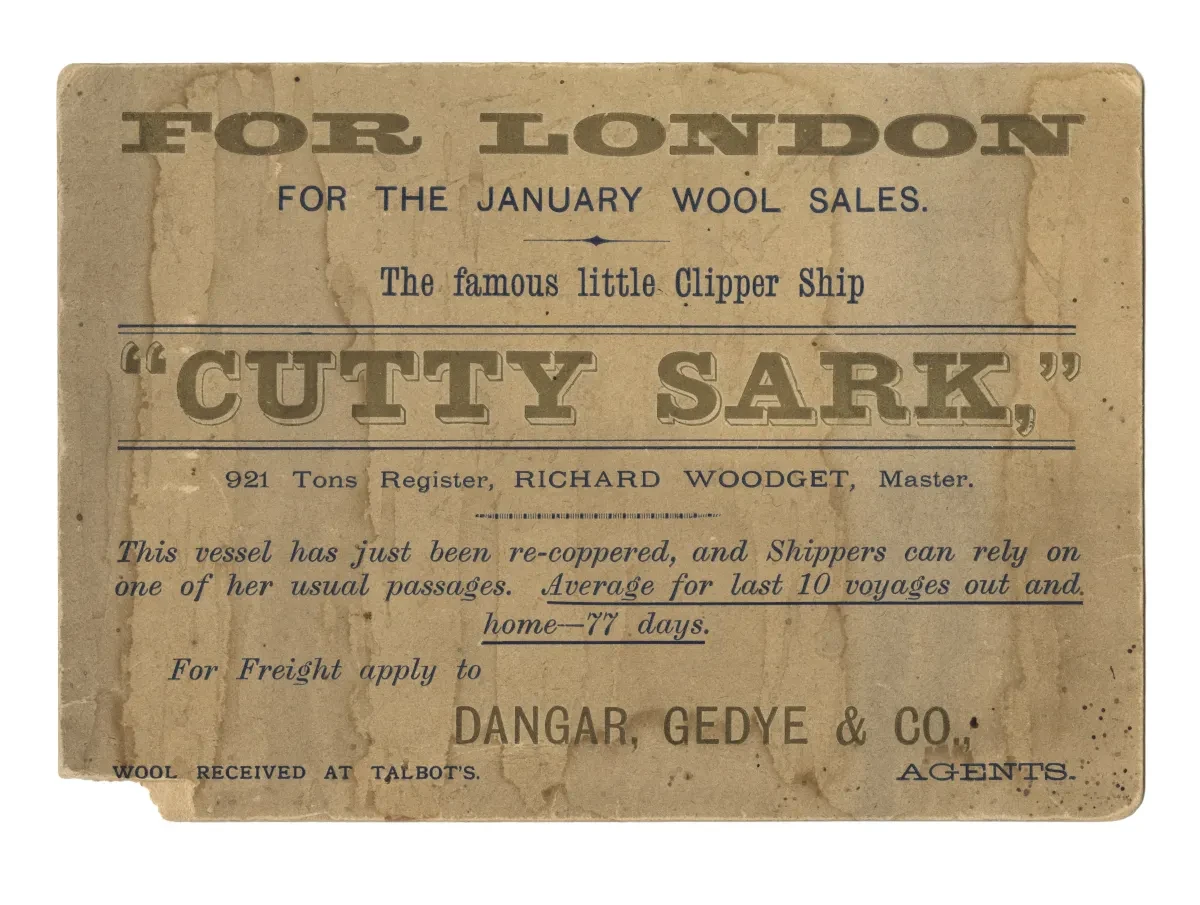 FOR LONDON
FOR THE JANUARY WOOL SALES.
The famous little Clipper Ship
"CUTTY SARK,"
921 Tons Register, RICHARD WOODGET, Master.
This vessel has just been re-coppered, and Shippers can rely on
one of her usual passages. Average for last 10 voyages out and
home—77 days.
For Freight apply to
DANGAR, GEDYE & CO.,
WOOL RECEIVED AT TALBOT'S. AGENTS.